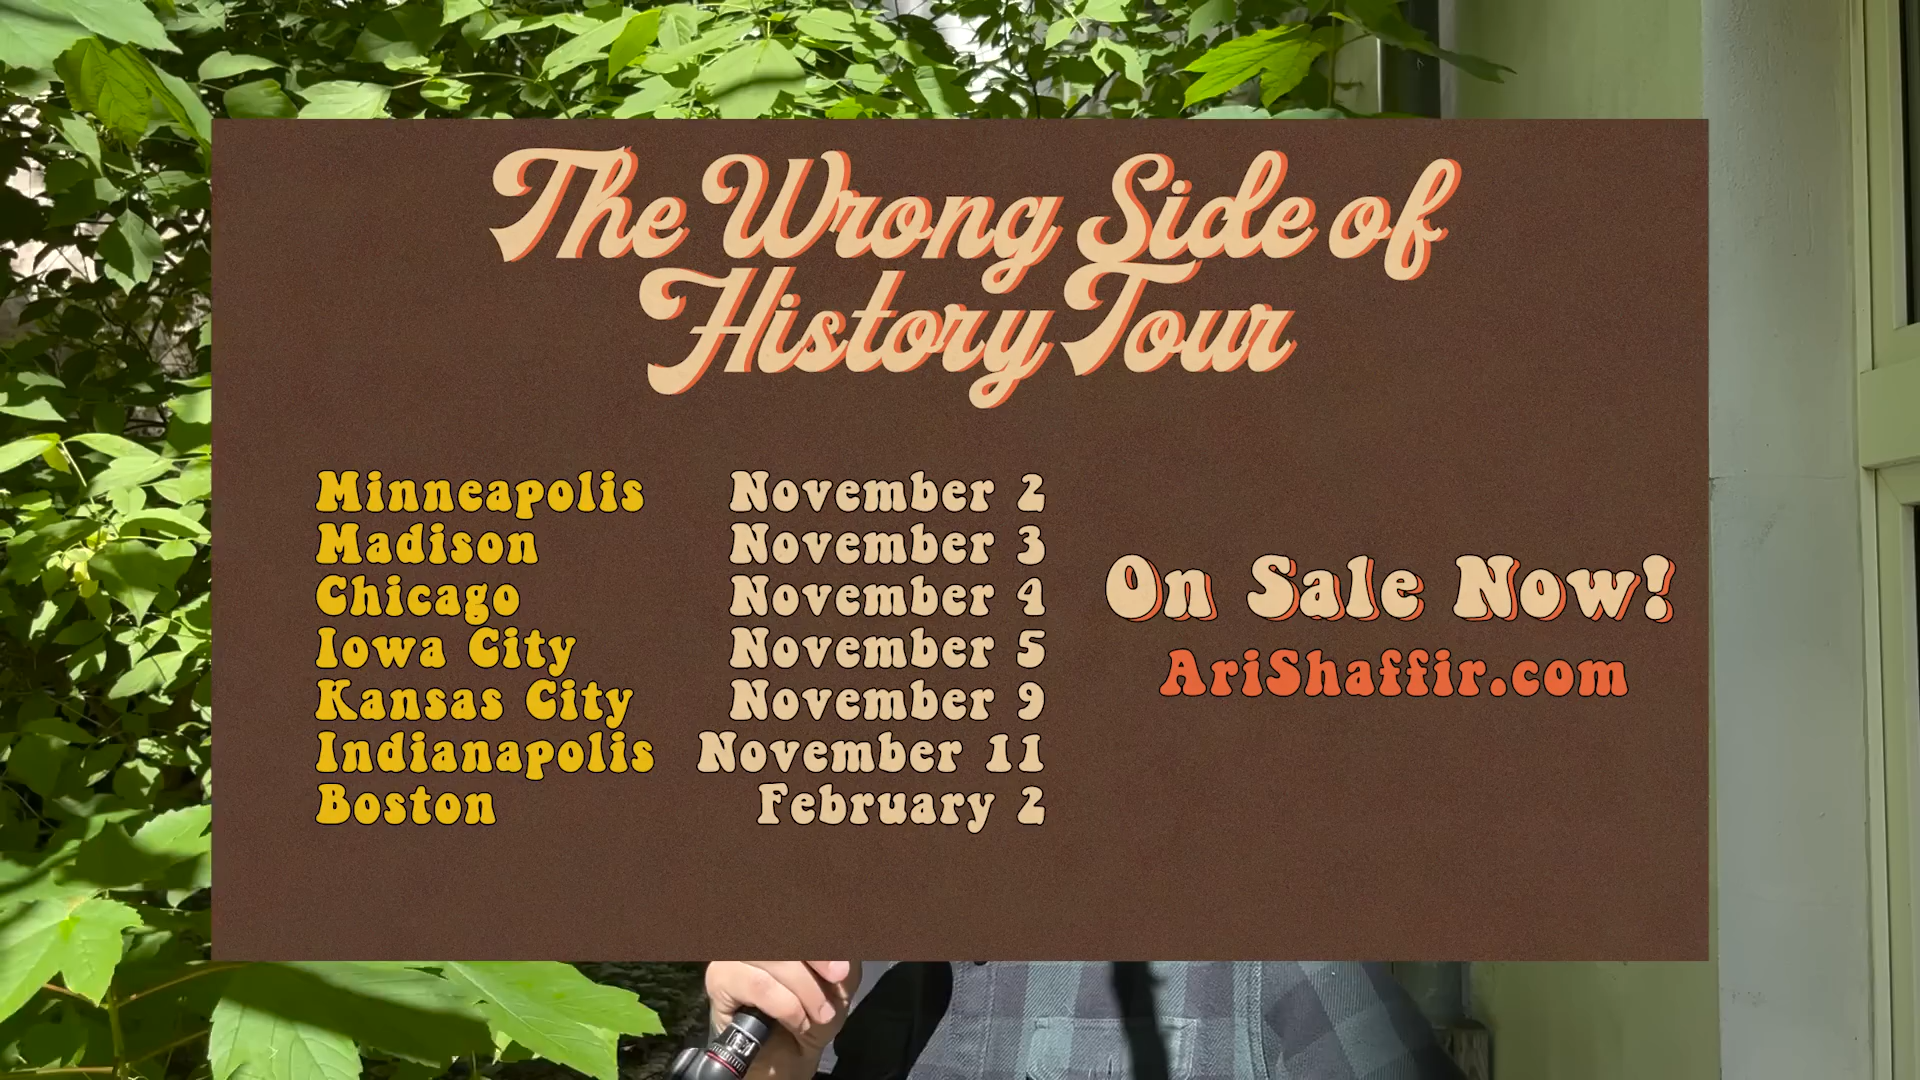 The Wrong Side of
History Tour
Minneapolis November 2
Madison November 3
Chicago November 4
Iowa City November 5
Kansas City November 9
Indianapolis November 11
Boston February 2
On Sale Now!
AriShaffir.com